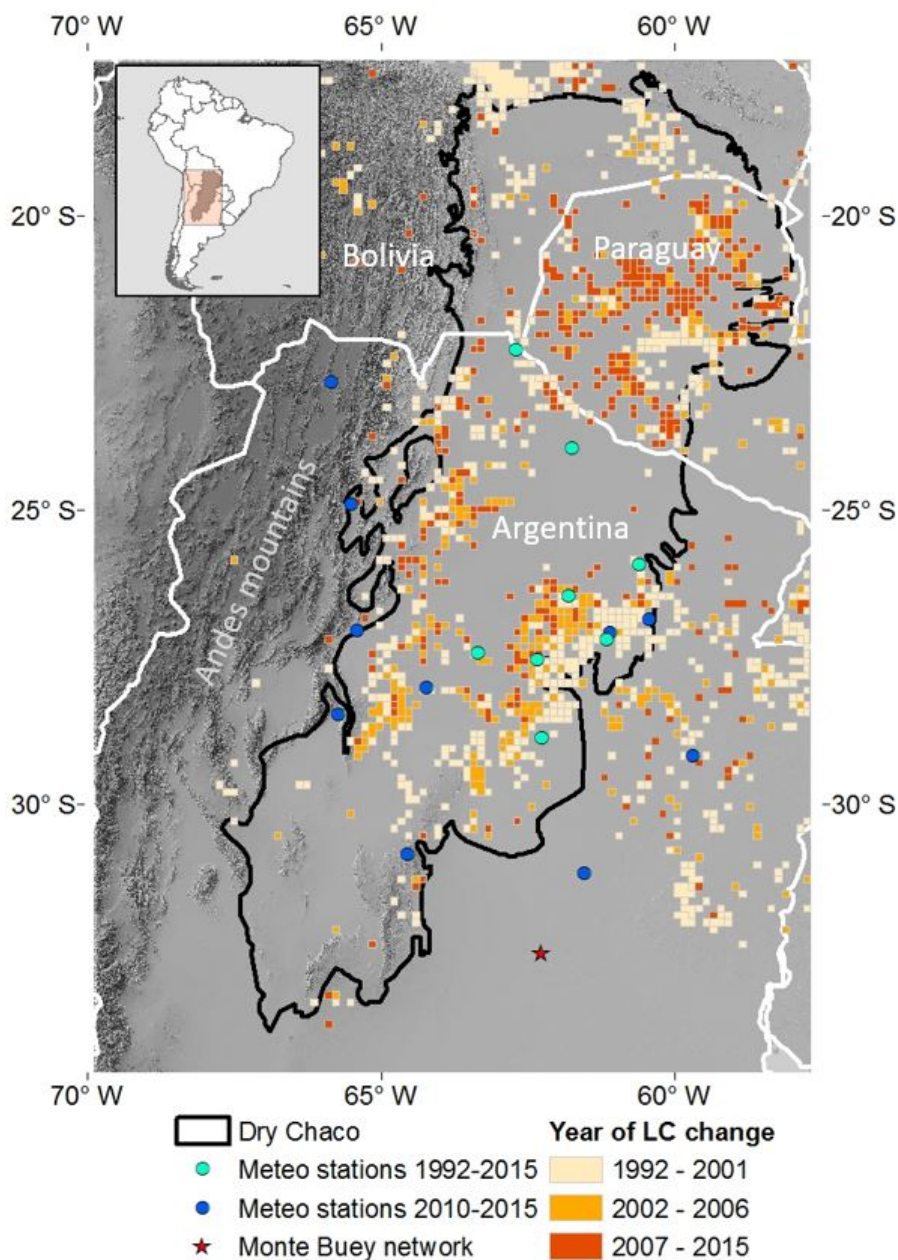 70° W 65° W 60° W
20° S
Bolivia
Paraguay
20° S
25° S
Andes mountains
Argentina
25° S
30° S
30° S
70° W 65° W 60° W
Dry Chaco
Meteo stations 1992-2015
Meteo stations 2010-2015
Monte Buey network
Year of LC change
1992 - 2001
2002 - 2006
2007 - 2015